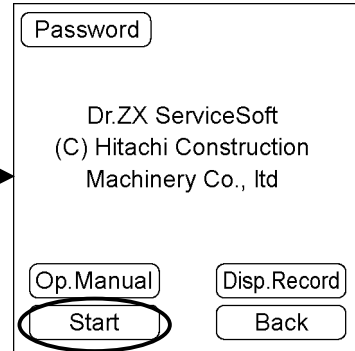 Password
Dr.ZX ServiceSoft
(C) Hitachi Construction
Machinery Co., ltd
Op.Manual Disp.Record
Start Back